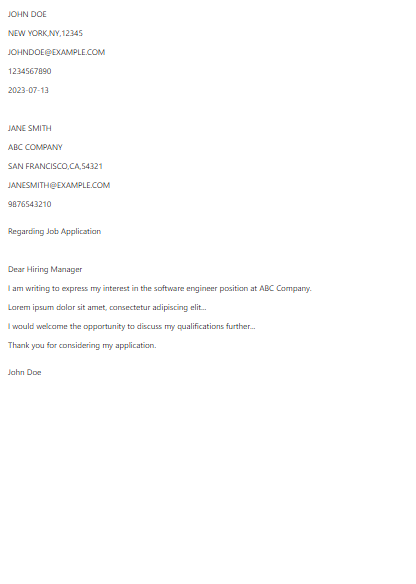 JOHN DOE
NEW YORK,NY,12345
JOHNDOE@EXAMPLE.COM
1234567890
2023-07-13
JANE SMITH
ABC COMPANY
SAN FRANCISCO,CA,54321
JANESMITH@EXAMPLE.COM
9876543210
Regarding Job Application
Dear Hiring Manager
I am writing to express my interest in the software engineer position at ABC Company.
Lorem ipsum dolor sit amet, consectetur adipiscing elit...
I would welcome the opportunity to discuss my qualifications further...
Thank you for considering my application.
John Doe